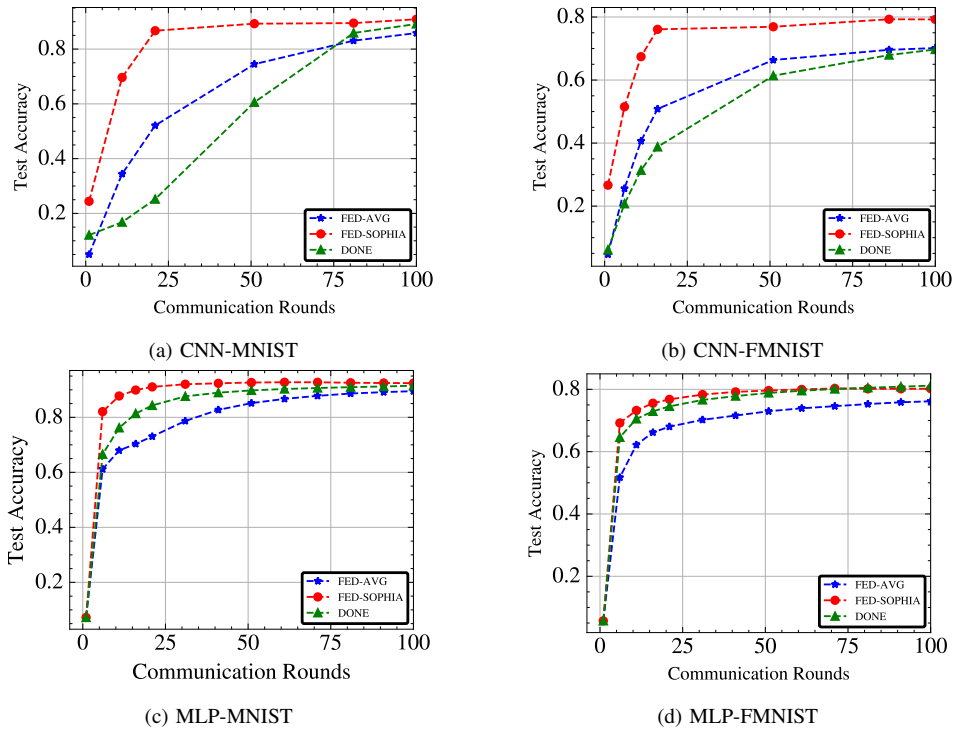 Test Accuracy
0.8
0.6
0.4
0.2
0 25 50 75 100
Communication Rounds
FED-AVG
FED-SOPHIA
DONE
(a) CNN-MNIST
Test Accuracy
0.8
0.6
0.4
0.2
0 25 50 75 100
Communication Rounds
FED-AVG
FED-SOPHIA
DONE
(b) CNN-FMNIST
Test Accuracy
0.8
0.6
0.4
0.2
0 25 50 75 100
Communication Rounds
FED-AVG
FED-SOPHIA
DONE
(c) MLP-MNIST
Test Accuracy
0.8
0.6
0.4
0.2
0 25 50 75 100
Communication Rounds
FED-AVG
FED-SOPHIA
DONE
(d) MLP-FMNIST